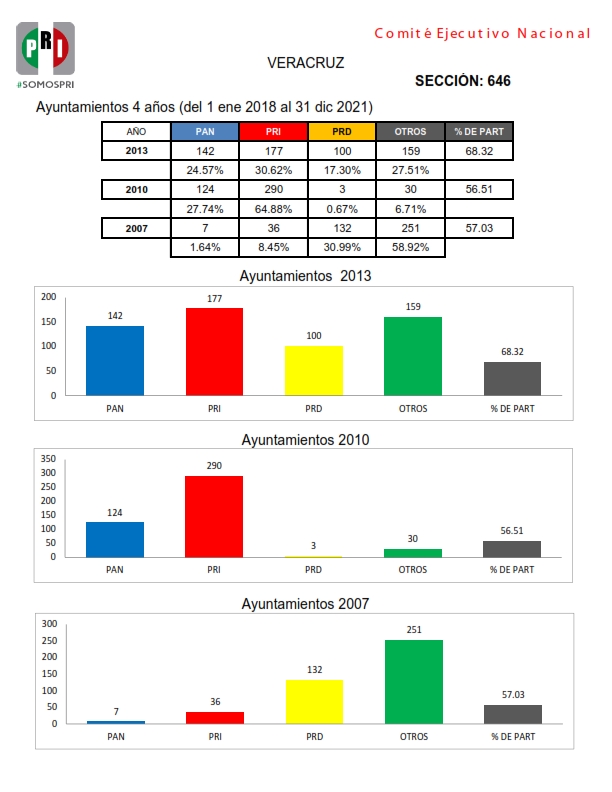 PRI
#SOMOSPRI
Comité Ejecutivo Nacional
VERACRUZ
SECCIÓN: 646
Ayuntamientos 4 años (del 1 ene 2018 al 31 dic 2021)
AÑO PAN PRI PRD OTROS % DE PART
2013 142 177 100 159 68.32
24.57% 30.62% 17.30% 27.51%
2010 124 290 3 30 56.51
27.74% 64.88% 0.67% 6.71%
2007 7 36 132 251 57.03
1.64% 8.45% 30.99% 58.92%
Ayuntamientos 2013
200
150
100
50
0
142
177
100
159
68.32
PAN PRI PRD OTROS % DE PART
Ayuntamientos 2010
350
300
250
200
150
100
50
0
124
290
3
30
56.51
PAN PRI PRD OTROS % DE PART
Ayuntamientos 2007
300
250
200
150
100
50
0
7
36
132
251
57.03
PAN PRI PRD OTROS % DE PART